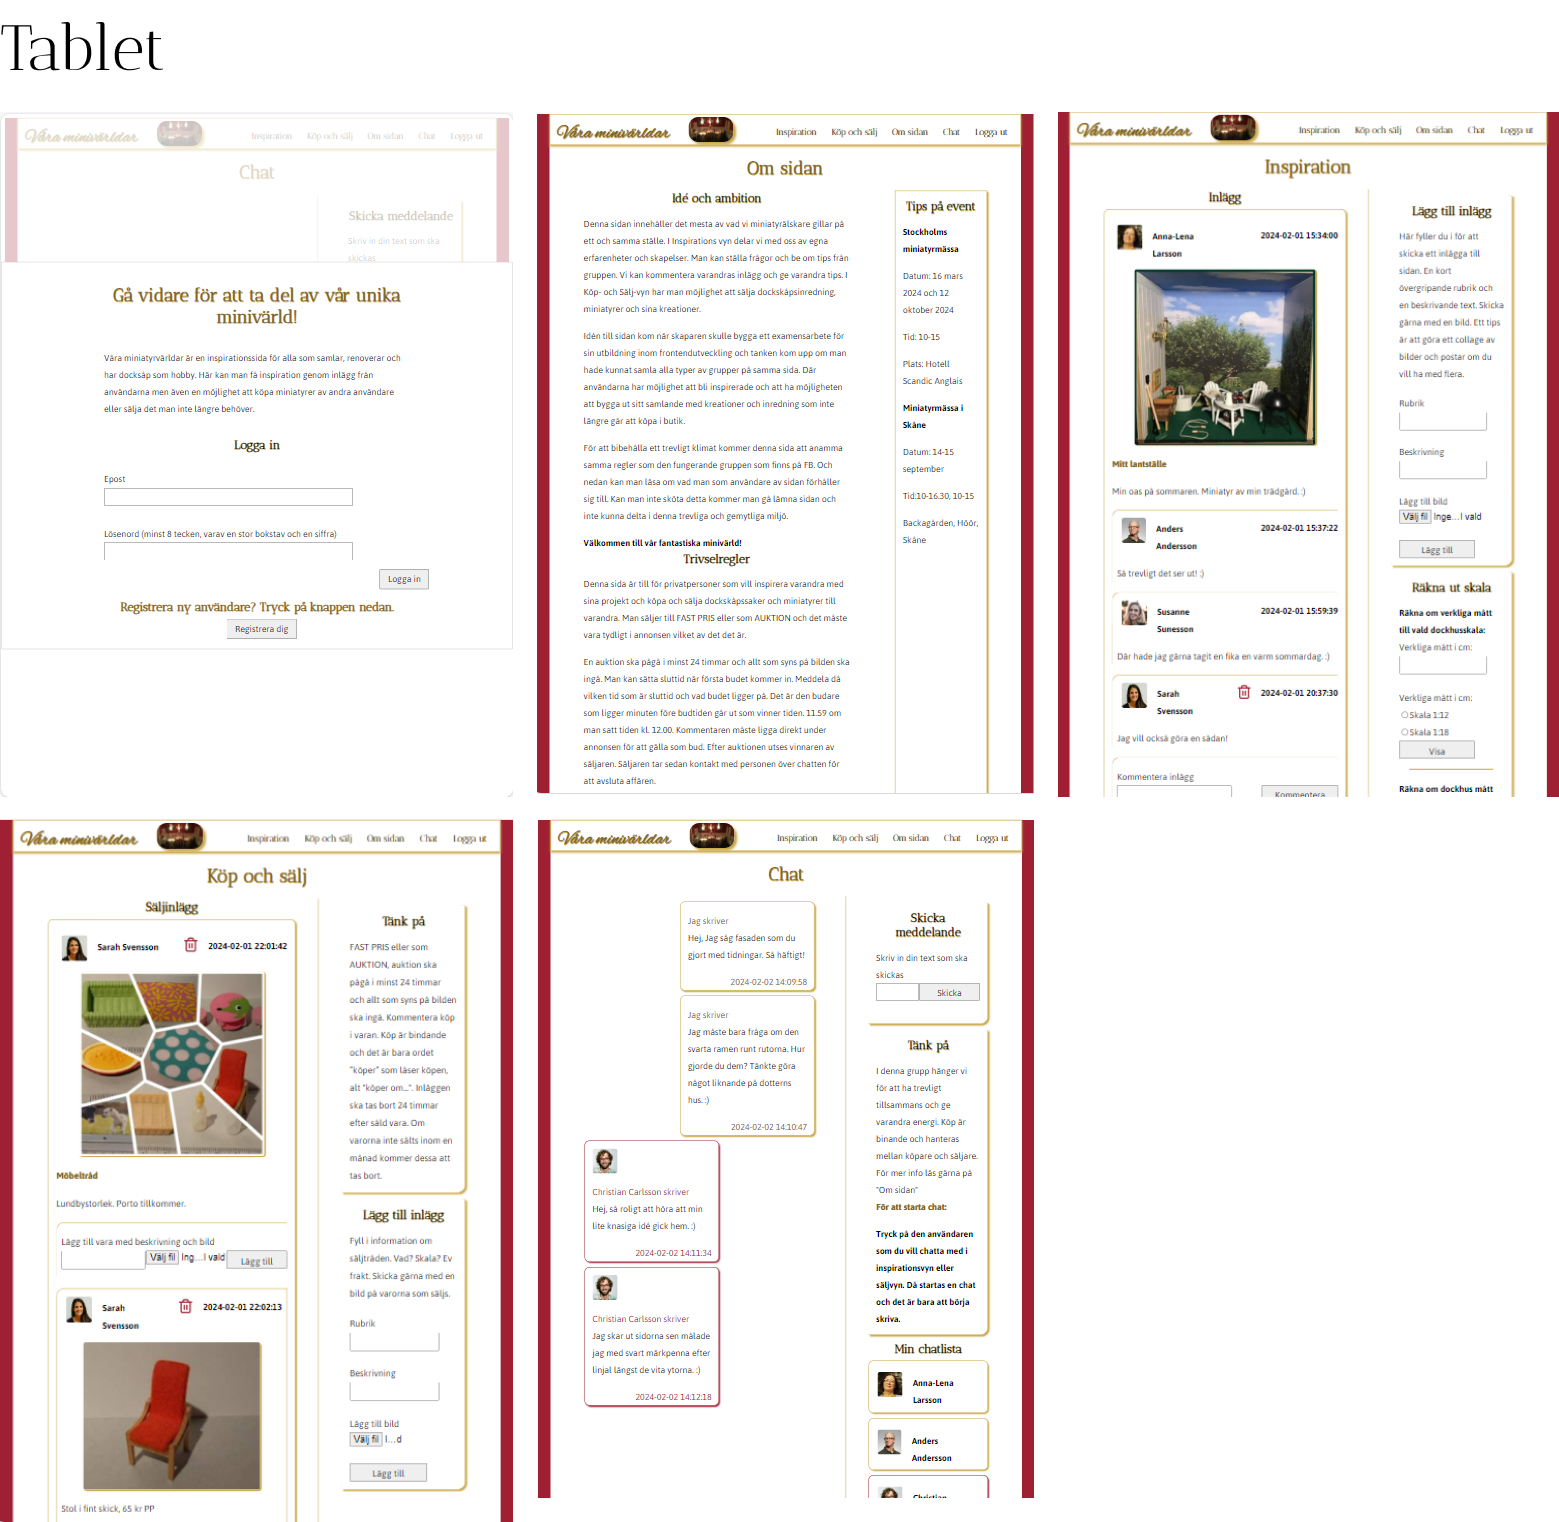 Tablet
Våra minivärldar
Inspiration Köp och sälj Om sidan Chat Logga ut
Chat
Skicka meddelande
Skriv in din text som ska
skickas
Gå vidare för att ta del av vår unika
minivärld!
Våra miniatyrvärldar är en inspirationssida för alla som samlar, renoverar och
har docksåp som hobby. Här kan man få inspiration genom inlägg från
användarna men även en möjlighet att köpa miniatyrer av andra användare
eller sälja det man inte längre behöver.
Logga in
Epost
Lösenord (minst 8 tecken, varav en stor bokstav och en siffra)
Logga in
Registrera ny användare? Tryck på knappen nedan.
Registrera dig
Våra minivärldar
Inspiration Köp och sälj Om sidan Chat Logga ut
Om sidan
Idé och ambition
Denna sidan innehåller det mesta av vad vi miniatyrälskare gillar på
ett och samma ställe. I Inspirations vyn delar vi med oss av egna
erfarenheter och skapelser. Man kan ställa frågor och be om tips från
gruppen. Vi kan kommentera varandras inlägg och ge varandra tips. I
Köp- och Sälj-vyn har man möjlighet att sälja dockskåpsinredning,
miniatyrer och sina kreationer.
Idén till sidan kom när skaparen skulle bygga ett examensarbete för
sin utbildning inom frontendutveckling och tanken kom upp om man
hade kunnat samla alla typer av grupper på samma sida. Där
användarna har möjlighet att bli inspirerade och att ha möjligheten
att bygga ut sitt samlande med kreationer och inredning som inte
längre går att köpa i butik.
För att bibehålla ett trevligt klimat kommer denna sida att anamma
samma regler som den fungerande gruppen som finns på FB. Och
nedan kan man läsa om vad man som användare av sidan förhåller
sig till. Kan man inte sköta detta kommer man gå lämna sidan och
inte kunna delta i denna trevliga och gemytliga miljö.
Välkommen till vår fantastiska minivärld!
Trivselregler
Denna sida är till för privatpersoner som vill inspirera varandra med
sina projekt och köpa och sälja dockskåpssaker och miniatyrer till
varandra. Man säljer till FAST PRIS eller som AUKTION och det måste
vara tydligt i annonsen vilket av det det är.
En auktion ska pågå i minst 24 timmar och allt som syns på bilden ska
ingå. Man kan sätta sluttid när första budet kommer in. Meddela då
vilken tid som är sluttid och vad budet ligger på. Det är den budare
som ligger minuten före budtiden går ut som vinner tiden. 11.59 om
man satt tiden kl. 12.00. Kommentaren måste ligga direkt under
annonsen för att gälla som bud. Efter auktionen utses vinnaren av
säljaren. Säljaren tar sedan kontakt med personen över chatten för
att avsluta affären.
Tips på event
Stockholms
miniatyrmässa
Datum: 16 mars
2024 och 12
oktober 2024
Tid: 10-15
Plats: Hotell
Scandic Anglais
Miniatyrmässa i
Skåne
Datum: 14-15
september
Tid:10-16.30, 10-15
Backagården, Höör,
Skåne
Våra minivärldar
Inspiration Köp och sälj Om sidan Chat Logga ut
Inspiration
Inlägg
Anna-Lena
Larsson
2024-02-01 15:34:00
Mitt lantställe
Min oas på sommaren. Miniatyr av min trädgård. :)
Anders
Andersson
2024-02-01 15:37:22
Så trevligt det ser ut! :)
Susanne
Sunesson
2024-02-01 15:59:39
Där hade jag gärna tagit en fika en varm sommardag. :)
Sarah
Svensson
2024-02-01 20:37:30
Jag vill också göra en sådan!
Kommentera inlägg
Kommentera
Lägg till inlägg
Här fyller du i för att
skicka ett inlägga till
sidan. En kort
övergripande rubrik och
en beskrivande text. Skicka
gärna med en bild. Ett tips
är att göra ett collage av
bilder och postar om du
vill ha med flera.
Rubrik
Beskrivning
Lägg till bild
Välj fil Inge...l vald
Lägg till
Räkna ut skala
Räkna om verkliga mått
till vald dockhusskala:
Verkliga mått i cm:
Verkliga mått i cm:
Skala 1:12
Skala 1:18
Visa
Räkna om dockhus mått
Våra minivärldar
Inspiration Köp och sälj Om sidan Chat Logga ut
Köp och sälj
Säljinlägg
Sarah Svensson
2024-02-01 22:01:42
Möbeltråd
Lundbystorlek. Porto tillkommer.
Lägg till vara med beskrivning och bild
Välj fil Ing...l vald
Lägg till
Sarah
Svensson
2024-02-01 22:02:13
Stol i fint skick, 65 kr PP
Tänk på
FAST PRIS eller som
AUKTION, auktion ska
pågå i minst 24 timmar
och allt som syns på bilden
ska ingå. Kommentera köp
i varan. Köp är bindande
och det är bara ordet
"köper" som låser köpen,
alt "köper om...". Inläggen
ska tas bort 24 timmar
efter såld vara. Om
varorna inte sälts inom en
månad kommer dessa att
tas bort.
Lägg till inlägg
Fyll i information om
säljtråden. Vad? Skala? Ev
frakt. Skicka gärna med en
bild på varorna som säljs.
Rubrik
Beskrivning
Lägg till bild
Välj fil I...d
Lägg till
Våra minivärldar
Inspiration Köp och sälj Om sidan Chat Logga ut
Chat
Jag skriver
Hej, Jag såg fasaden som du
gjort med tidningar. Så häftigt!
2024-02-02 14:09:58
Jag skriver
Jag måste bara fråga om den
svarta ramen runt rutorna. Hur
gjorde du dem? Tänkte göra
något liknande på dotterns
hus. :)
2024-02-02 14:10:47
Christian Carlsson skriver
Hej, så roligt att höra att min
lite knasiga idé gick hem. :)
2024-02-02 14:11:34
Christian Carlsson skriver
Jag skar ut sidorna sen målade
jag med svart märkpenna efter
linjal längst de vita ytorna. :)
2024-02-02 14:12:18
Skicka
meddelande
Skriv in din text som ska
skickas
Skicka
Tänk på
I denna grupp hänger vi
för att ha trevligt
tillsammans och ge
varandra energi. Köp är
binande och hanteras
mellan köpare och säljare.
För mer info läs gärna på
"Om sidan"
För att starta chat:
Tryck på den användaren
som du vill chatta med i
inspirationsvyn eller
säljvyn. Då startas en chat
och det är bara att börja
skriva.
Min chatlista
Anna-Lena
Larsson
Anders
Andersson
Christian